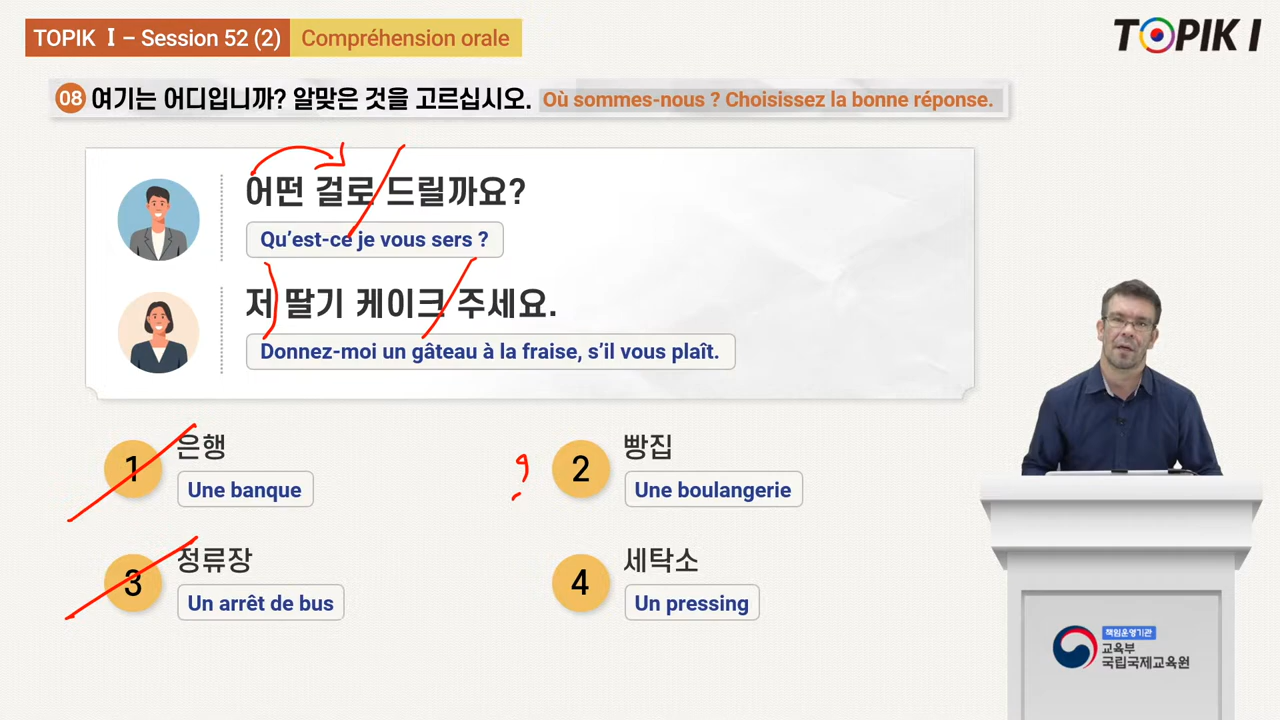 TOPIK I – Session 52 (2) Compréhension orale
TOPIK I
08 여기는 어디입니까? 알맞은 것을 고르십시오. Où sommes-nous ? Choisissez la bonne réponse.
어떤 걸로 드릴까요?
Qu'est-ce je vous sers ?
저 딸기 케이크 주세요.
Donnez-moi un gâteau à la fraise, s'il vous plaît.
1 은행
Une banque
2 빵집
Une boulangerie
3 정류장
Un arrêt de bus
4 세탁소
Un pressing
책임운영기관
교육부
국립국제교육원